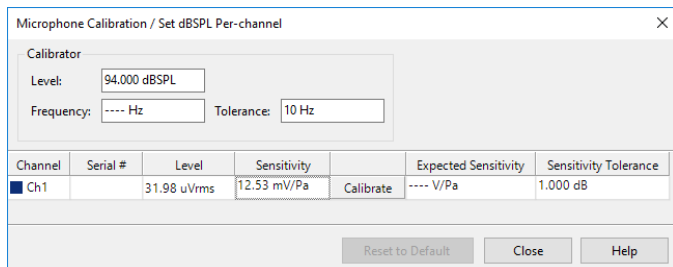 Microphone Calibration / Set dBSPL Per-channel
Calibrator
Level: 94.000 dBSPL
Frequency: ---- Hz Tolerance: 10 Hz
Channel Serial # Level Sensitivity Expected Sensitivity Sensitivity Tolerance
Ch1 31.98 uVrms 12.53 mV/Pa Calibrate ---- V/Pa 1.000 dB
Reset to Default Close Help